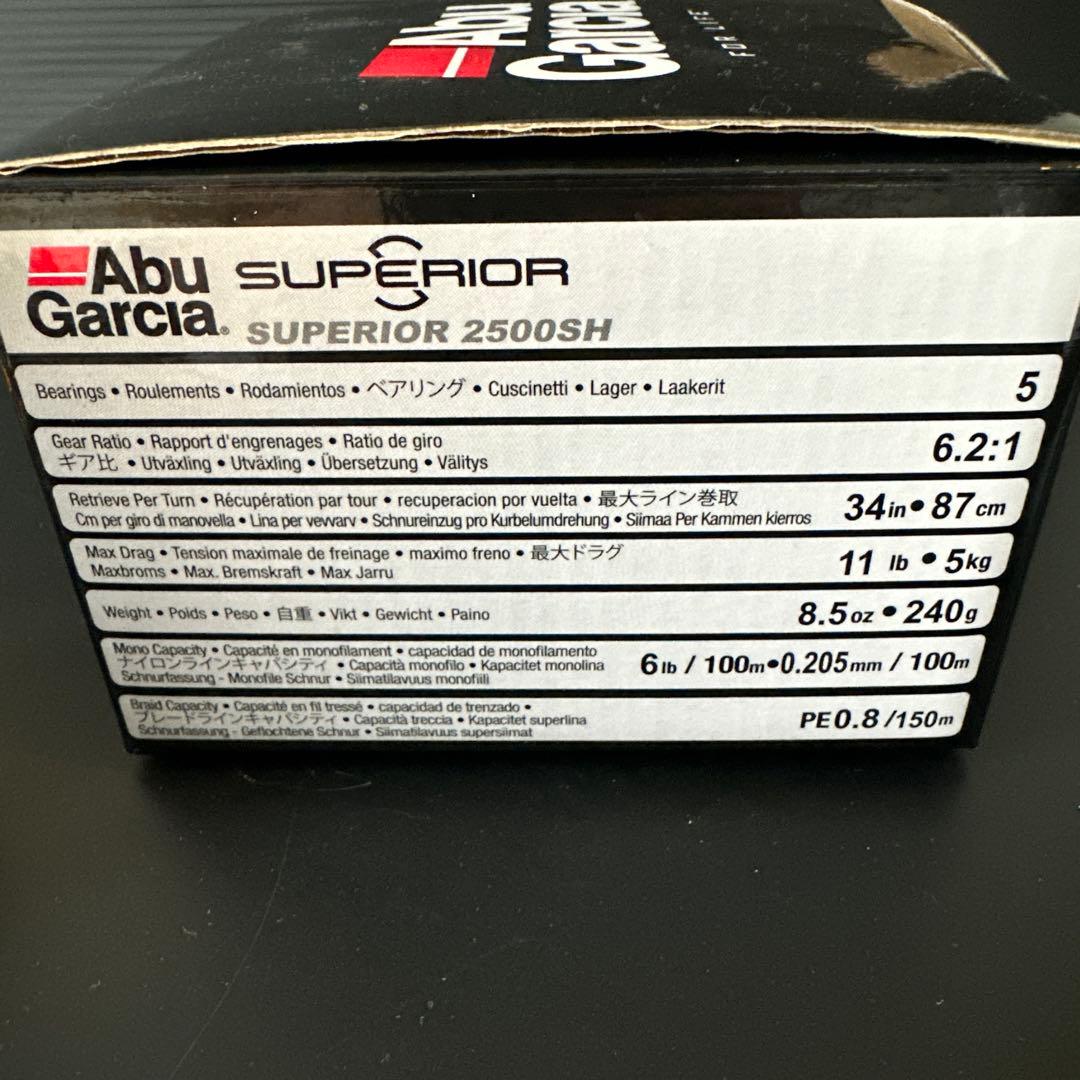 Abu
Garcia
FOR LIFE
Abu
Garcia®
SUPERIOR
SUPERIOR 2500SH
Bearings • Roulements • Rodamientos • ベアリング • Cuscinetti • Lager • Laakerit
5
Gear Ratio • Rapport d'engrenages • Ratio de giro
ギア比 • Utväxling • Utväxling • Übersetzung • Välitys
6.2:1
Retrieve Per Turn • Récupération par tour • recuperacion por vuelta • 最大ライン巻取
Cm per giro di manovella • Lina per vevvarv • Schnureinzug pro Kurbelumdrehung • Siimaa Per Kammen kierros
34in•87cm
Max Drag • Tension maximale de freinage • maximo freno • 最大ドラグ
Maxbroms • Max. Bremskraft • Max Jarru
11 lb • 5kg
Weight • Poids • Peso • 自重 • Vikt • Gewicht • Paino
8.5oz•240g
Mono Capacity • Capacité en monofilament • capacidad de monofilamento
ナイロンラインキャパシティ • Capacità monofilo • Kapacitet monolina
Schnurfassung - Monofile Schnur • Siimatilavuus monofiili
6lb / 100m•0.205mm / 100m
Braid Capacity • Capacité en fil tressé • capacidad de trenzado •
ブレードラインキャパシティ • Capacità treccia • Kapacitet superlina
Schnurfassung - Geflochtene Schnur • Siimatilavuus supersiimat
PE0.8/150m